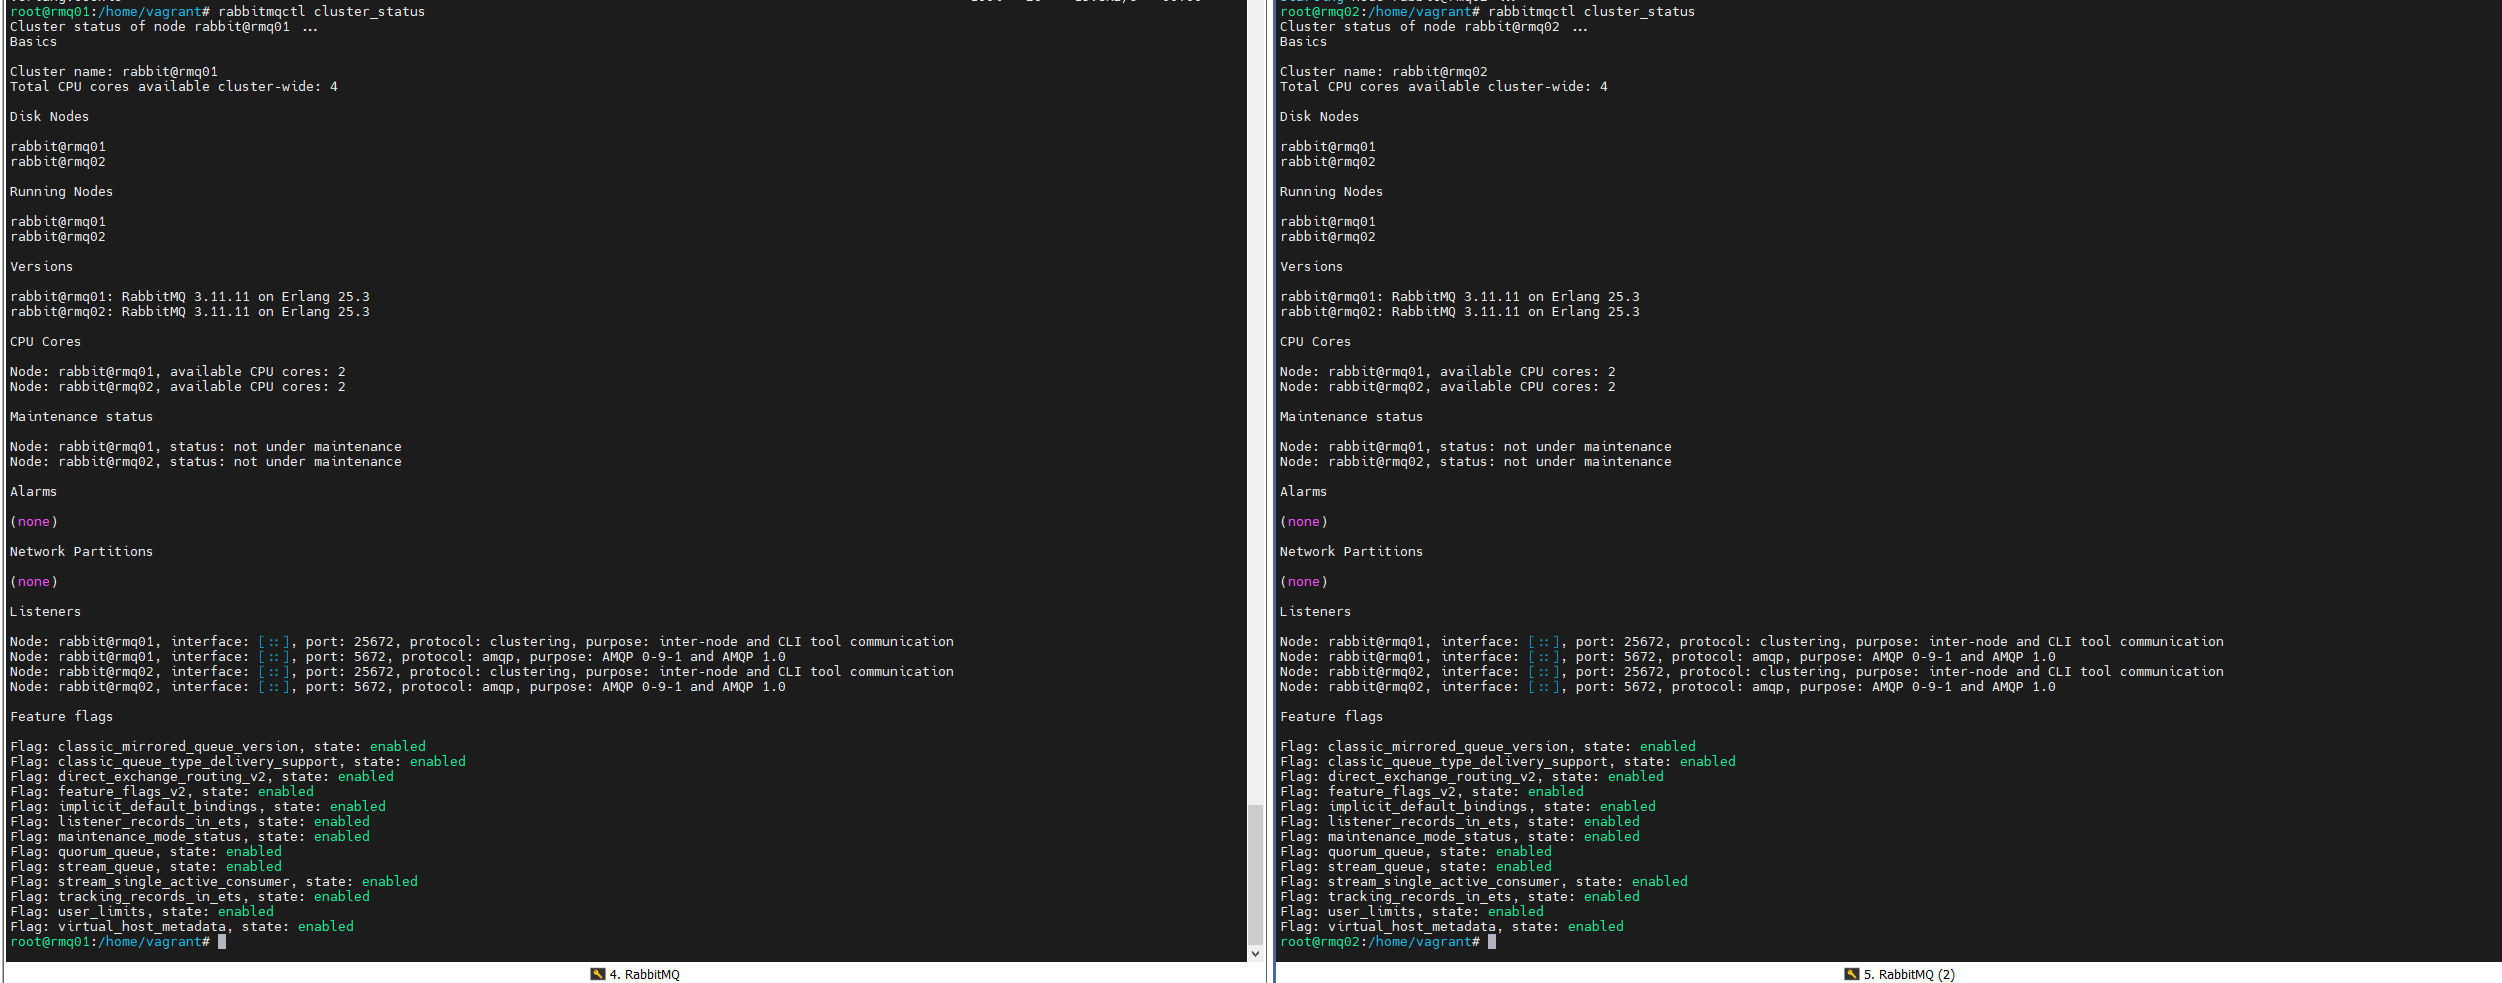 root@rmq01:/home/vagrant# rabbitmqctl cluster_status
Cluster status of node rabbit@rmq01 ...
Basics
Cluster name: rabbit@rmq01
Total CPU cores available cluster-wide: 4
Disk Nodes
rabbit@rmq01
rabbit@rmq02
Running Nodes
rabbit@rmq01
rabbit@rmq02
Versions
rabbit@rmq01: RabbitMQ 3.11.11 on Erlang 25.3
rabbit@rmq02: RabbitMQ 3.11.11 on Erlang 25.3
CPU Cores
Node: rabbit@rmq01, available CPU cores: 2
Node: rabbit@rmq02, available CPU cores: 2
Maintenance status
Node: rabbit@rmq01, status: not under maintenance
Node: rabbit@rmq02, status: not under maintenance
Alarms
(none)
Network Partitions
(none)
Listeners
Node: rabbit@rmq01, interface: [::], port: 25672, protocol: clustering, purpose: inter-node and CLI tool communication
Node: rabbit@rmq01, interface: [::], port: 5672, protocol: amqp, purpose: AMQP 0-9-1 and AMQP 1.0
Node: rabbit@rmq02, interface: [::], port: 25672, protocol: clustering, purpose: inter-node and CLI tool communication
Node: rabbit@rmq02, interface: [::], port: 5672, protocol: amqp, purpose: AMQP 0-9-1 and AMQP 1.0
Feature flags
Flag: classic_mirrored_queue_version, state: enabled
Flag: classic_queue_type_delivery_support, state: enabled
Flag: direct_exchange_routing_v2, state: enabled
Flag: feature_flags_v2, state: enabled
Flag: implicit_default_bindings, state: enabled
Flag: listener_records_in_ets, state: enabled
Flag: maintenance_mode_status, state: enabled
Flag: quorum_queue, state: enabled
Flag: stream_queue, state: enabled
Flag: stream_single_active_consumer, state: enabled
Flag: tracking_records_in_ets, state: enabled
Flag: user_limits, state: enabled
Flag: virtual_host_metadata, state: enabled
root@rmq01:/home/vagrant#
4. RabbitMQ
root@rmq02:/home/vagrant# rabbitmqctl cluster_status
Cluster status of node rabbit@rmq02 ...
Basics
Cluster name: rabbit@rmq02
Total CPU cores available cluster-wide: 4
Disk Nodes
rabbit@rmq01
rabbit@rmq02
Running Nodes
rabbit@rmq01
rabbit@rmq02
Versions
rabbit@rmq01: RabbitMQ 3.11.11 on Erlang 25.3
rabbit@rmq02: RabbitMQ 3.11.11 on Erlang 25.3
CPU Cores
Node: rabbit@rmq01, available CPU cores: 2
Node: rabbit@rmq02, available CPU cores: 2
Maintenance status
Node: rabbit@rmq01, status: not under maintenance
Node: rabbit@rmq02, status: not under maintenance
Alarms
(none)
Network Partitions
(none)
Listeners
Node: rabbit@rmq01, interface: [::], port: 25672, protocol: clustering, purpose: inter-node and CLI tool communication
Node: rabbit@rmq01, interface: [::], port: 5672, protocol: amqp, purpose: AMQP 0-9-1 and AMQP 1.0
Node: rabbit@rmq02, interface: [::], port: 25672, protocol: clustering, purpose: inter-node and CLI tool communication
Node: rabbit@rmq02, interface: [::], port: 5672, protocol: amqp, purpose: AMQP 0-9-1 and AMQP 1.0
Feature flags
Flag: classic_mirrored_queue_version, state: enabled
Flag: classic_queue_type_delivery_support, state: enabled
Flag: direct_exchange_routing_v2, state: enabled
Flag: feature_flags_v2, state: enabled
Flag: implicit_default_bindings, state: enabled
Flag: listener_records_in_ets, state: enabled
Flag: maintenance_mode_status, state: enabled
Flag: quorum_queue, state: enabled
Flag: stream_queue, state: enabled
Flag: stream_single_active_consumer, state: enabled
Flag: tracking_records_in_ets, state: enabled
Flag: user_limits, state: enabled
Flag: virtual_host_metadata, state: enabled
root@rmq02:/home/vagrant#
5. RabbitMQ (2)